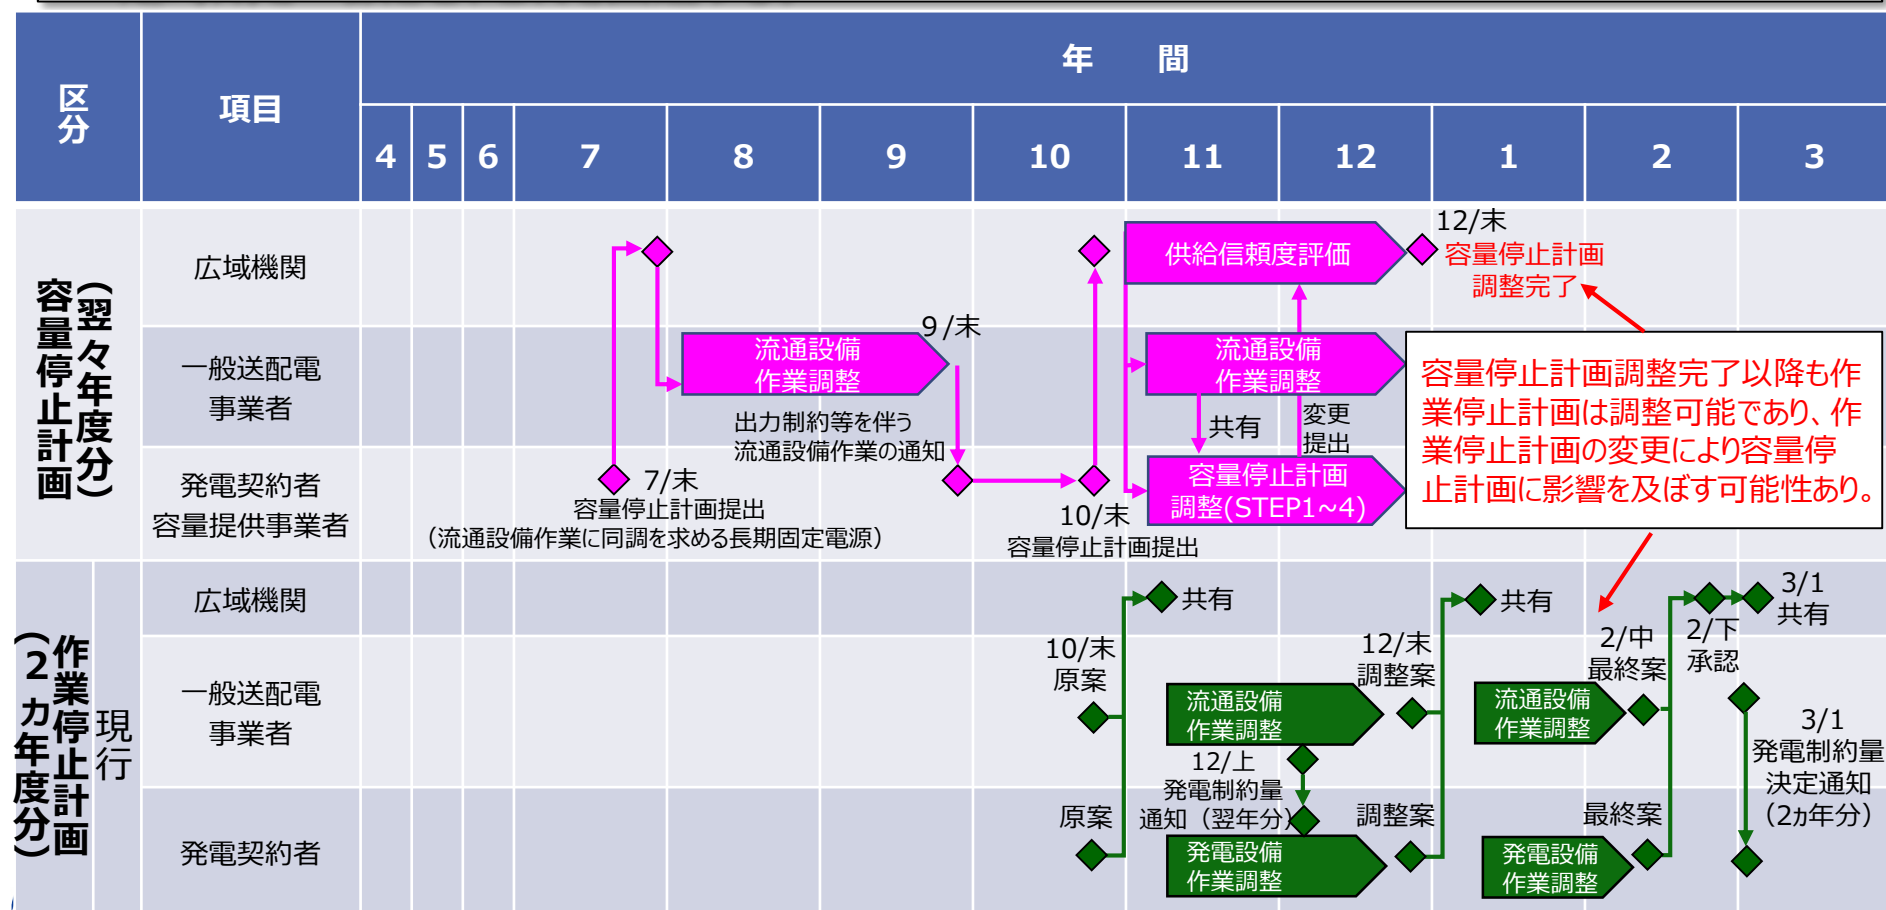 区分
項目
年　間
4 5 6 7 8 9 10 11 12 1 2 3
容量停止計画
（翌々年度分）
広域機関
供給信頼度評価
12/末
容量停止計画
調整完了
一般送配電
事業者
流通設備
作業調整
9/末
出力制約等を伴う
流通設備作業の通知
流通設備
作業調整
共有
変更
提出
容量停止計画調整完了以降も作
業停止計画は調整可能であり、作
業停止計画の変更により容量停
止計画に影響を及ぼす可能性あり。
発電契約者
容量提供事業者
7/末
容量停止計画提出
（流通設備作業に同調を求める長期固定電源）
10/末
容量停止計画提出
容量停止計画
調整(STEP1~4)
作業停止計画
（２カ年度分）
現行
広域機関
共有
共有
3/1
共有
一般送配電
事業者
10/末
原案
流通設備
作業調整
12/末
調整案
流通設備
作業調整
2/中
最終案
2/下
承認
12/上
発電制約量
通知（翌年分）
3/1
発電制約量
決定通知
（2ヵ年分）
発電契約者
原案
発電設備
作業調整
調整案
発電設備
作業調整
最終案